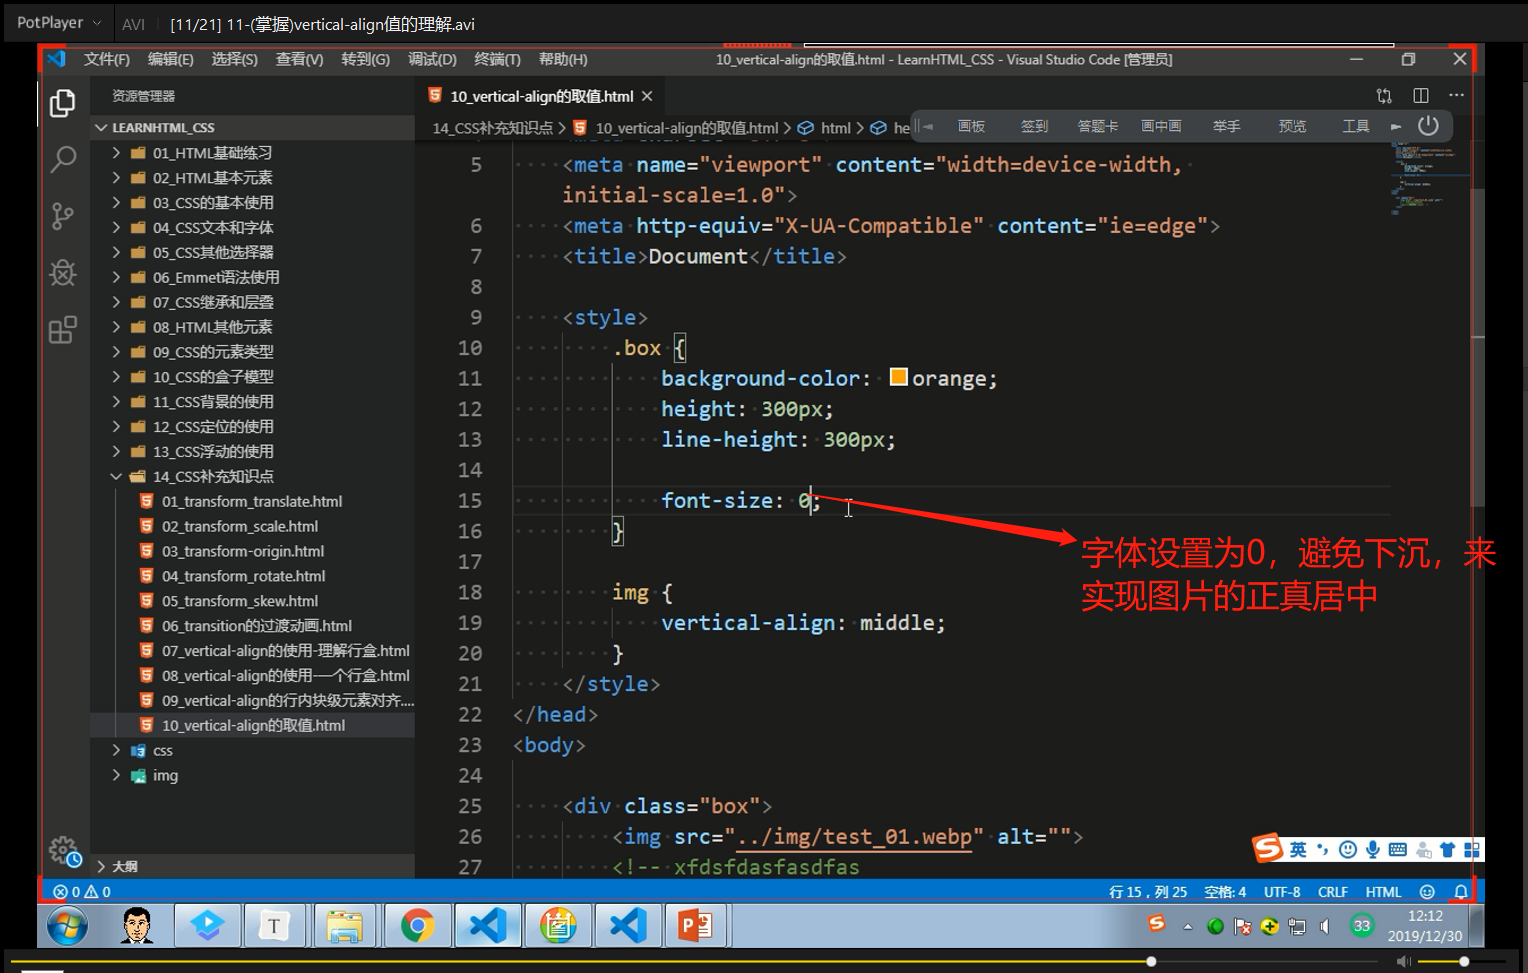 PotPlayer AVI [11/21] 11-(掌握)vertical-align值的理解.avi
文件(F) 编辑(E) 选择(S) 查看(V) 转到(G) 调试(D) 终端(T) 帮助(H) 10_vertical-align的取值.html - LearnHTML_CSS - Visual Studio Code [管理员]
资源管理器
10_vertical-align的取值.html
LEARNHTML_CSS
14_CSS补充知识点 > 10_vertical-align的取值.html > html > he
画板 签到 答题卡 画中画 举手 预览 工具
01_HTML基础练习
02_HTML基本元素
03_CSS的基本使用
04_CSS文本和字体
05_CSS其他选择器
06_Emmet语法使用
07_CSS继承和层叠
08_HTML其他元素
09_CSS的元素类型
10_CSS的盒子模型
11_CSS背景的使用
12_CSS定位的使用
13_CSS浮动的使用
14_CSS补充知识点
01_transform_translate.html
02_transform_scale.html
03_transform-origin.html
04_transform_rotate.html
05_transform_skew.html
06_transition的过渡动画.html
07_vertical-align的使用-理解行盒.html
08_vertical-align的使用-一个行盒.html
09_vertical-align的行内块级元素对齐....
10_vertical-align的取值.html
css
img
大纲
5 <meta name="viewport" content="width=device-width,
initial-scale=1.0">
6 <meta http-equiv="X-UA-Compatible" content="ie=edge">
7 <title>Document</title>
8
9 <style>
10 .box {
11 background-color: orange;
12 height: 300px;
13 line-height: 300px;
14
15 font-size: 0;
16 }
17
18 img {
19 vertical-align: middle;
20 }
21 </style>
22 </head>
23 <body>
24
25 <div class="box">
26 <img src="../img/test_01.webp" alt="">
27 <!-- xfdsfdasfasdfas
字体设置为0，避免下沉，来
实现图片的正真居中
英
0 0 行 15，列 25 空格: 4 UTF-8 CRLF HTML
33
12:12
2019/12/30